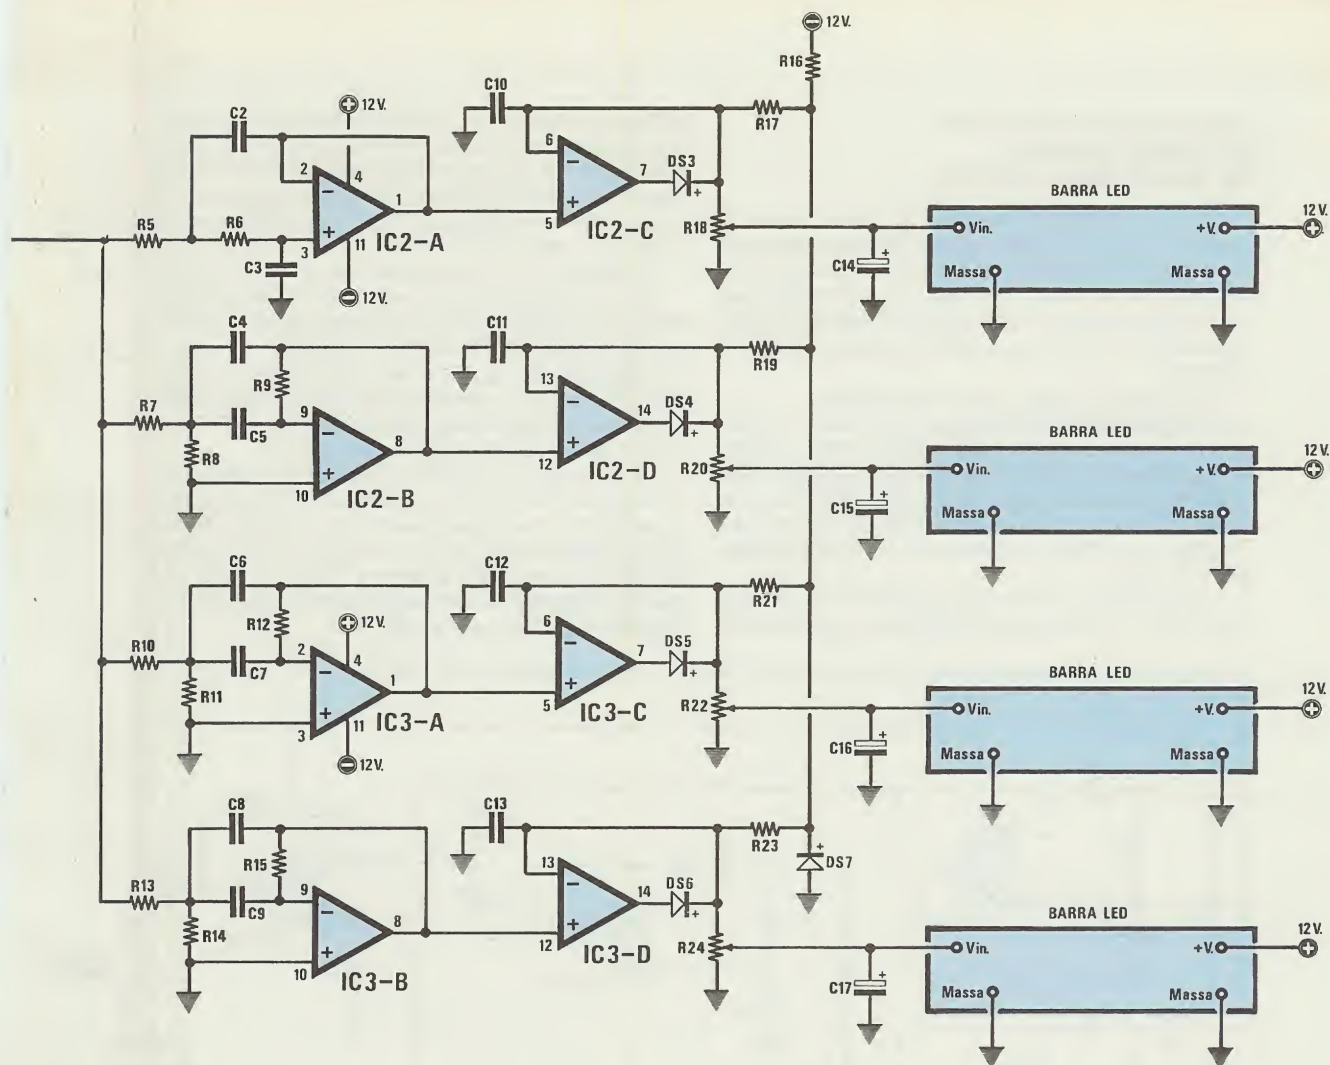 12V.
R16
C2
12V.
C10
R17
2
4
6
7
DS3
+
BARRA LED
R5
R6
1
5
IC2-A
IC2-C
R18
Vin.
+V.
12V.
3
11
C3
C14
+
Massa
Massa
12V.
C4
C11
R19
R9
13
14
DS4
+
BARRA LED
R7
C5
9
8
12
R20
Vin.
+V.
12V.
R8
10
IC2-B
IC2-D
C15
+
Massa
Massa
C6
C12
R21
R12
12V.
6
7
DS5
+
BARRA LED
R10
C7
2
4
1
5
R22
Vin.
+V.
12V.
R11
3
11
IC3-A
IC3-C
C16
+
Massa
Massa
12V.
C8
C13
R23
+
DS7
R15
13
14
DS6
+
BARRA LED
R13
C9
9
8
12
R24
Vin.
+V.
12V.
R14
10
IC3-B
IC3-D
C17
+
Massa
Massa